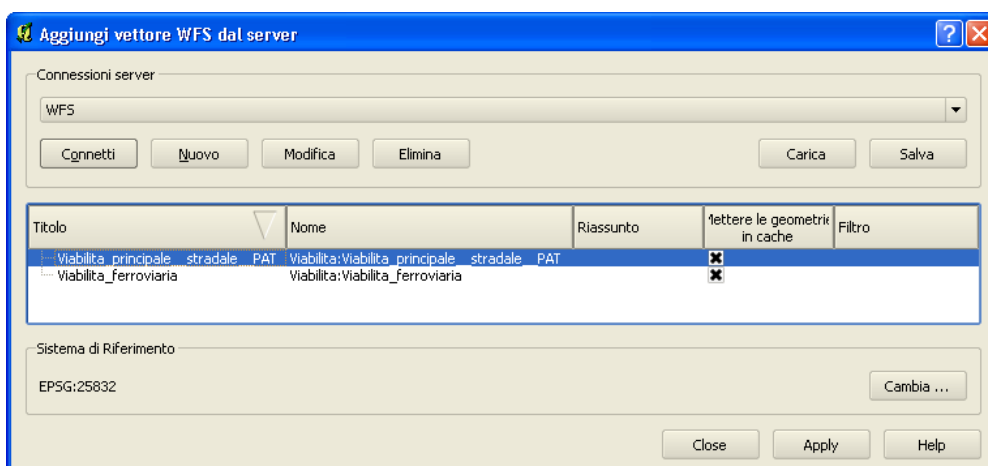 Aggiungi vettore WFS dal server
Connessioni server
WFS
Connetti Nuovo Modifica Elimina Carica Salva
Titolo Nome Riassunto Mettere le geometrie in cache Filtro
Viabilita_principale__stradale__PAT Viabilita:Viabilita_principale__stradale__PAT
Viabilita_ferroviaria Viabilita:Viabilita_ferroviaria
Sistema di Riferimento
EPSG:25832
Cambia ...
Close Apply Help